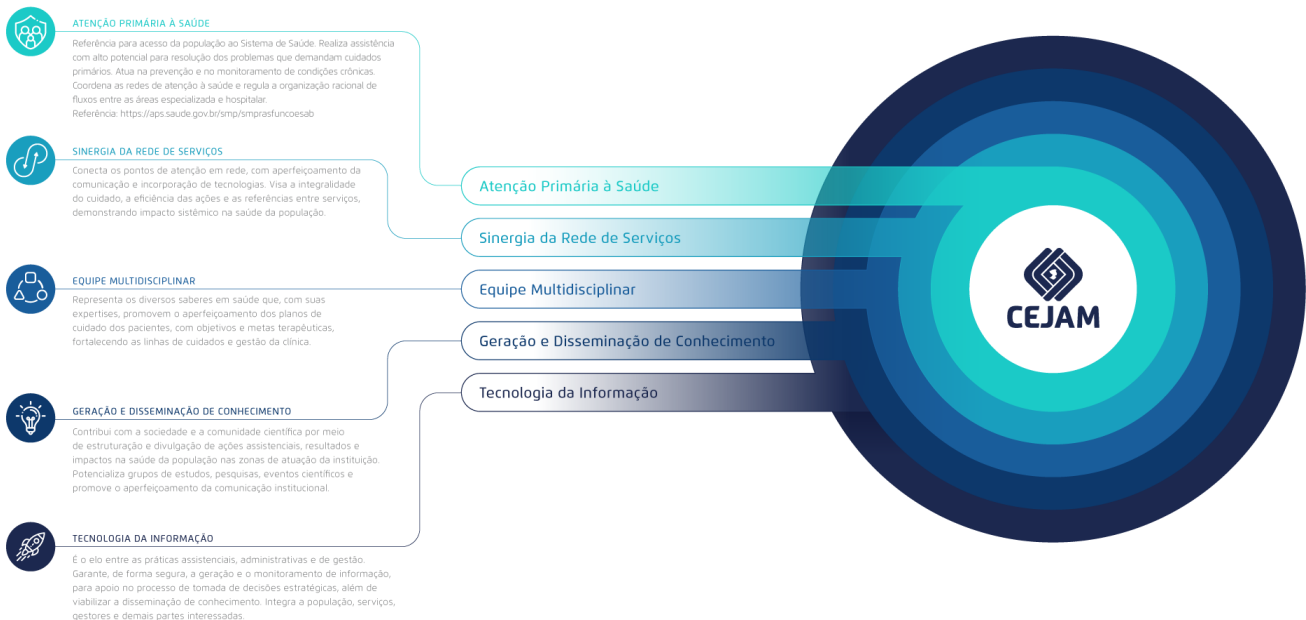 ATENÇÃO PRIMÁRIA À SAÚDE
Referência para acesso da população ao Sistema de Saúde. Realiza assistência
com alto potencial para resolução dos problemas que demandam cuidados
primários. Atua na prevenção e no monitoramento de condições crônicas.
Coordena as redes de atenção à saúde e regula a organização racional de
fluxos entre as áreas especializada e hospitalar.
Referência: https://aps.saude.gov.br/smp/smprasfuncoesab
SINERGIA DA REDE DE SERVIÇOS
Conecta os pontos de atenção em rede, com aperfeiçoamento da
comunicação e incorporação de tecnologias. Visa a integralidade
do cuidado, a eficiência das ações e as referências entre serviços,
demonstrando impacto sistêmico na saúde da população.
EQUIPE MULTIDISCIPLINAR
Representa os diversos saberes em saúde que, com suas
expertises, promovem o aperfeiçoamento dos planos de
cuidado dos pacientes, com objetivos e metas terapêuticas,
fortalecendo as linhas de cuidados e gestão da clínica.
GERAÇÃO E DISSEMINAÇÃO DE CONHECIMENTO
Contribui com a sociedade e a comunidade científica por meio
de estruturação e divulgação de ações assistenciais, resultados e
impactos na saúde da população nas zonas de atuação da instituição.
Potencializa grupos de estudos, pesquisas, eventos científicos e
promove o aperfeiçoamento da comunicação institucional.
TECNOLOGIA DA INFORMAÇÃO
É o elo entre as práticas assistenciais, administrativas e de gestão.
Garante, de forma segura, a geração e o monitoramento de informação,
para apoio no processo de tomada de decisões estratégicas, além de
viabilizar a disseminação de conhecimento. Integra a população, serviços,
gestores e demais partes interessadas.
Atenção Primária à Saúde
Sinergia da Rede de Serviços
Equipe Multidisciplinar
Geração e Disseminação de Conhecimento
Tecnologia da Informação
CEJAM